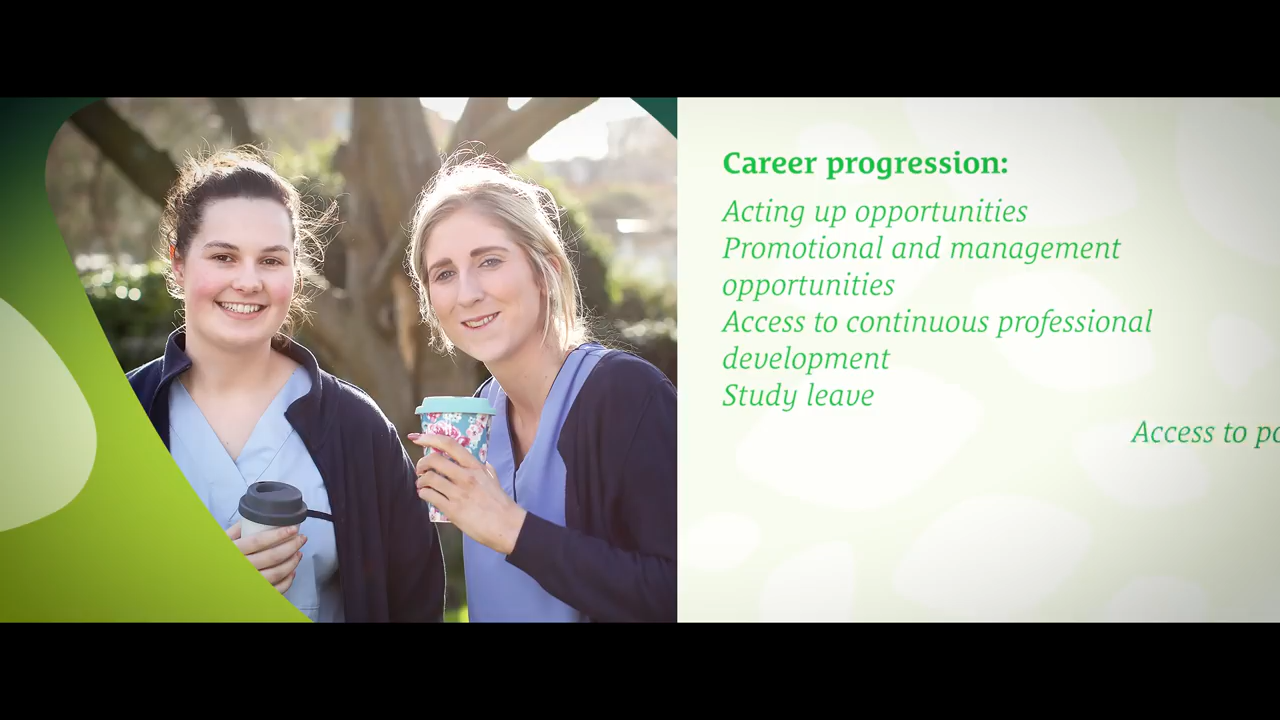 Career progression:
Acting up opportunities
Promotional and management
opportunities
Access to continuous professional
development
Study leave
Access to